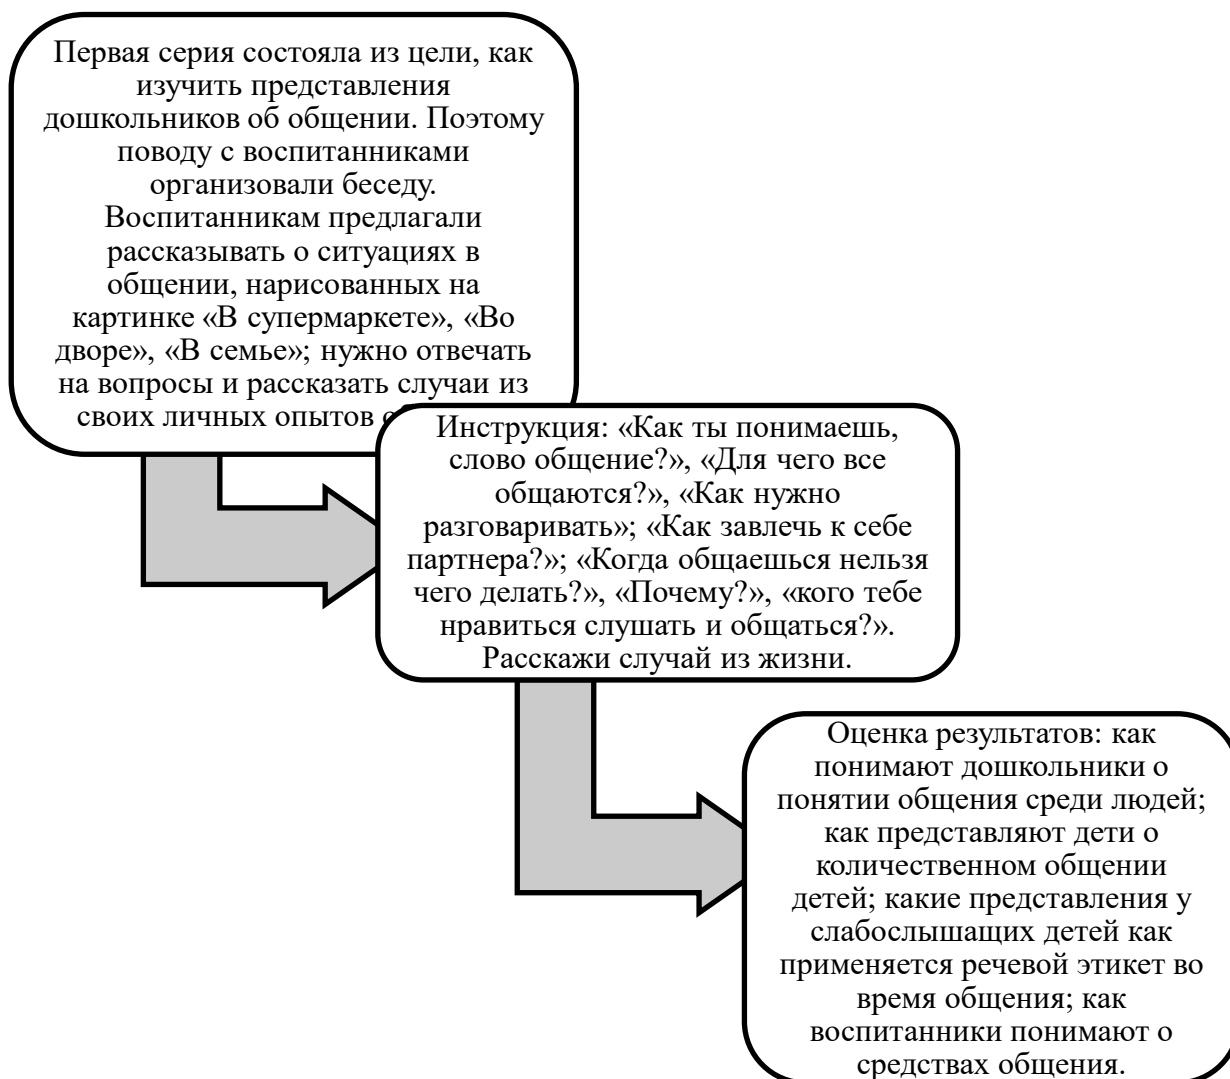 Первая серия состояла из цели, как
изучить представления
дошкольников об общении. Поэтому
поводу с воспитанниками
организовали беседу.
Воспитанникам предлагали
рассказывать о ситуациях в
общении, нарисованных на
картинке «В супермаркете», «Во
дворе», «В семье»; нужно отвечать
на вопросы и рассказать случаи из
своих личных опытов
Инструкция: «Как ты понимаешь,
слово общение?», «Для чего все
общаются?», «Как нужно
разговаривать»; «Как завлечь к себе
партнера?»; «Когда общаешься нельзя
чего делать?», «Почему?», «кого тебе
нравиться слушать и общаться?».
Расскажи случай из жизни.
Оценка результатов: как
понимают дошкольники о
понятии общения среди людей;
как представляют дети о
количественном общении
детей; какие представления у
слабослышащих детей как
применяется речевой этикет во
время общения; как
воспитанники понимают о
средствах общения.